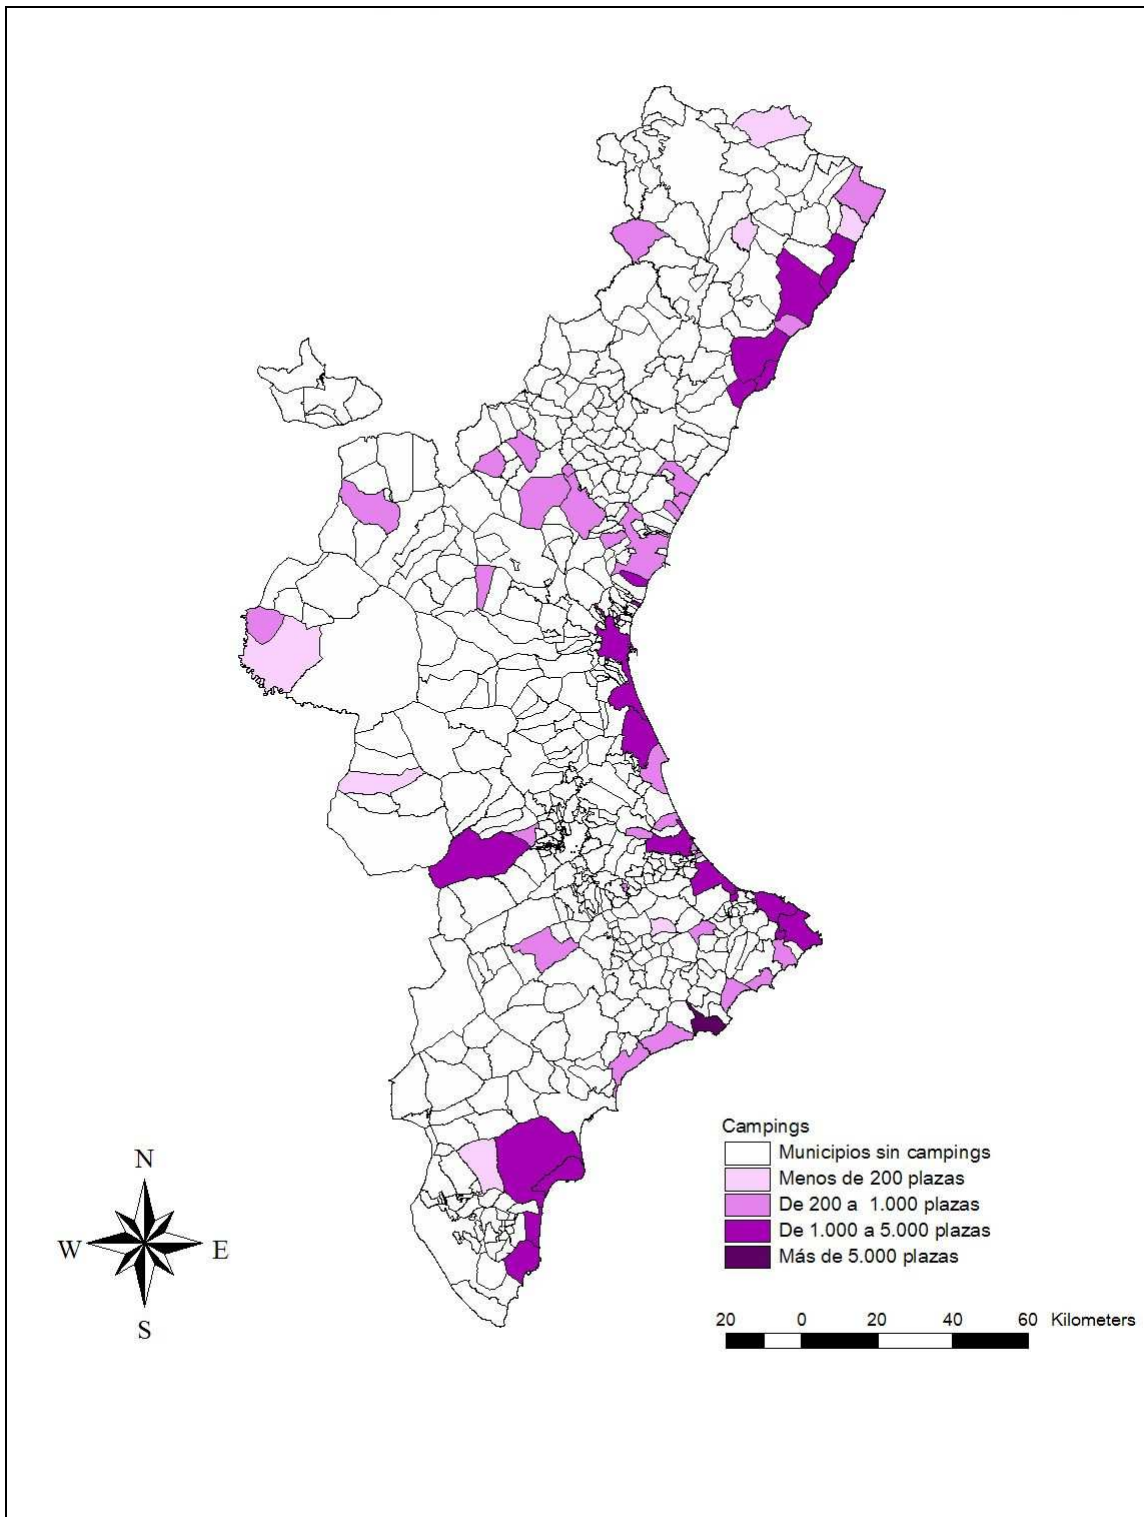 Campings
Municipios sin campings
Menos de 200 plazas
De 200 a 1.000 plazas
De 1.000 a 5.000 plazas
Más de 5.000 plazas
N
W E
S
20 0 20 40 60 Kilometers